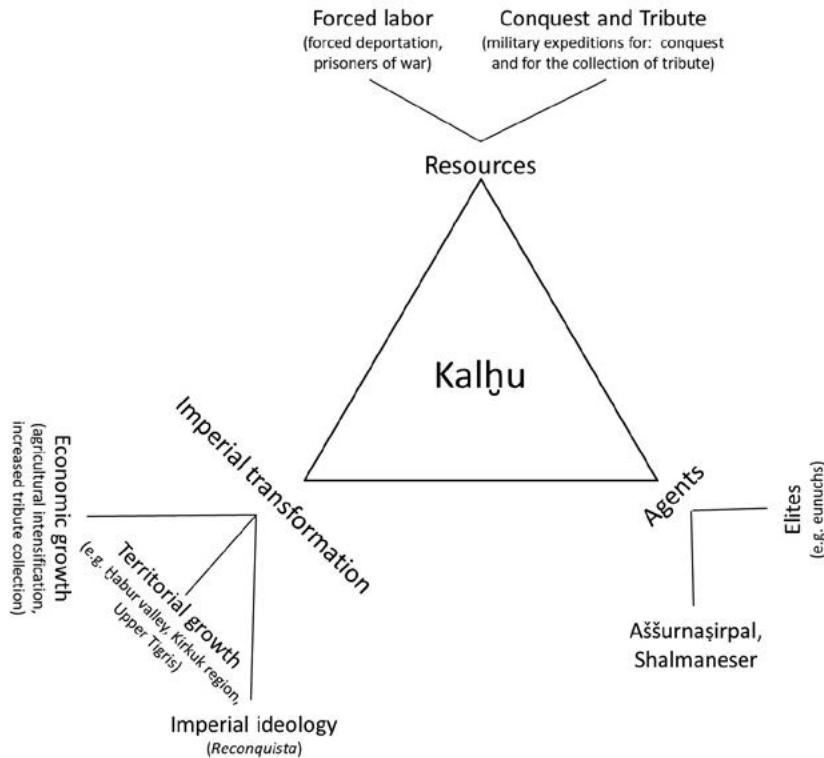 Forced labor
(forced deportation,
prisoners of war)
Conquest and Tribute
(military expeditions for: conquest
and for the collection of tribute)
Resources
Kalḫu
Imperial transformation
Economic growth
(agricultural intensification,
increased tribute collection)
Territorial growth
(e.g. Ḫabur valley, Kirkuk region,
Upper Tigris)
Imperial ideology
(Reconquista)
Agents
Elites
(e.g. eunuchs)
Aššurnaṣirpal,
Shalmaneser